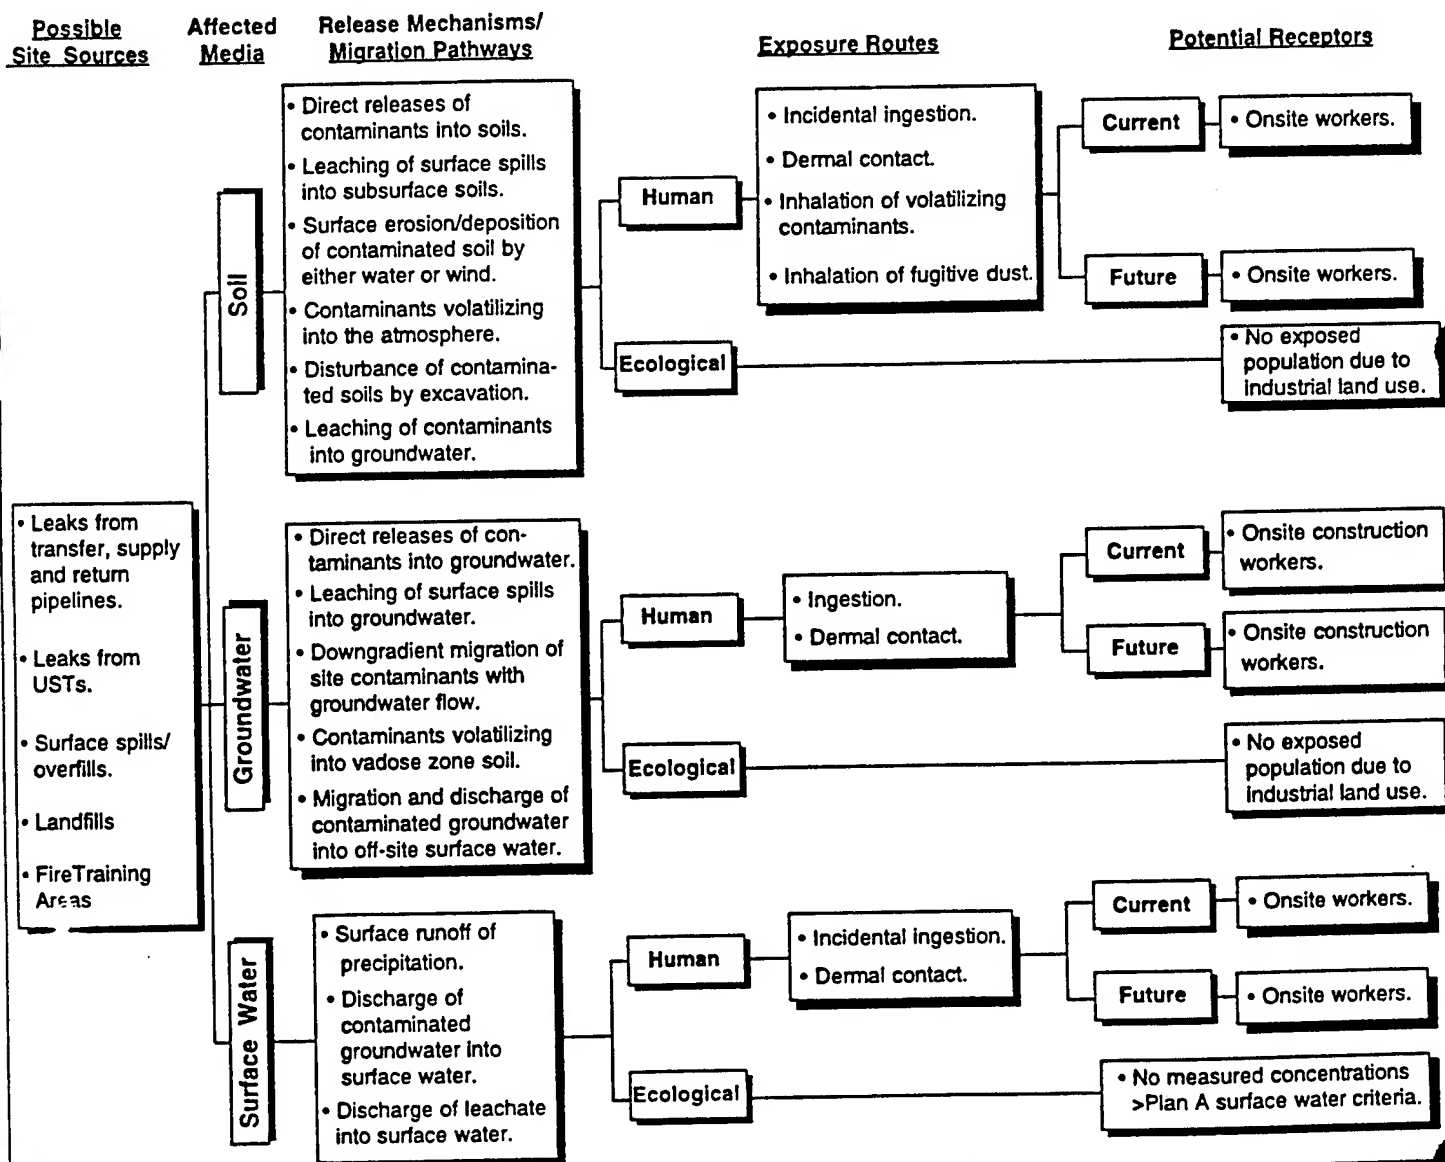 Possible
Site Sources
Affected
Media
Release Mechanisms/
Migration Pathways
Exposure Routes
Potential Receptors
• Leaks from
transfer, supply
and return
pipelines.
• Leaks from
USTs.
• Surface spills/
overfills.
• Landfills
• FireTraining
Areas
Soil
• Direct releases of
contaminants into soils.
• Leaching of surface spills
into subsurface soils.
• Surface erosion/deposition
of contaminated soil by
either water or wind.
• Contaminants volatilizing
into the atmosphere.
• Disturbance of contamina-
ted soils by excavation.
• Leaching of contaminants
into groundwater.
Human
• Incidental ingestion.
• Dermal contact.
• Inhalation of volatilizing
contaminants.
• Inhalation of fugitive dust.
Current
• Onsite workers.
Future
• Onsite workers.
Ecological
• No exposed
population due to
industrial land use.
Groundwater
• Direct releases of con-
taminants into groundwater.
• Leaching of surface spills
into groundwater.
• Downgradient migration of
site contaminants with
groundwater flow.
• Contaminants volatilizing
into vadose zone soil.
• Migration and discharge of
contaminated groundwater
into off-site surface water.
Human
• Ingestion.
• Dermal contact.
Current
• Onsite construction
workers.
Future
• Onsite construction
workers.
Ecological
• No exposed
population due to
industrial land use.
Surface Water
• Surface runoff of
precipitation.
• Discharge of
contaminated
groundwater into
surface water.
• Discharge of leachate
into surface water.
Human
• Incidental ingestion.
• Dermal contact.
Current
• Onsite workers.
Future
• Onsite workers.
Ecological
• No measured concentrations
>Plan A surface water criteria.